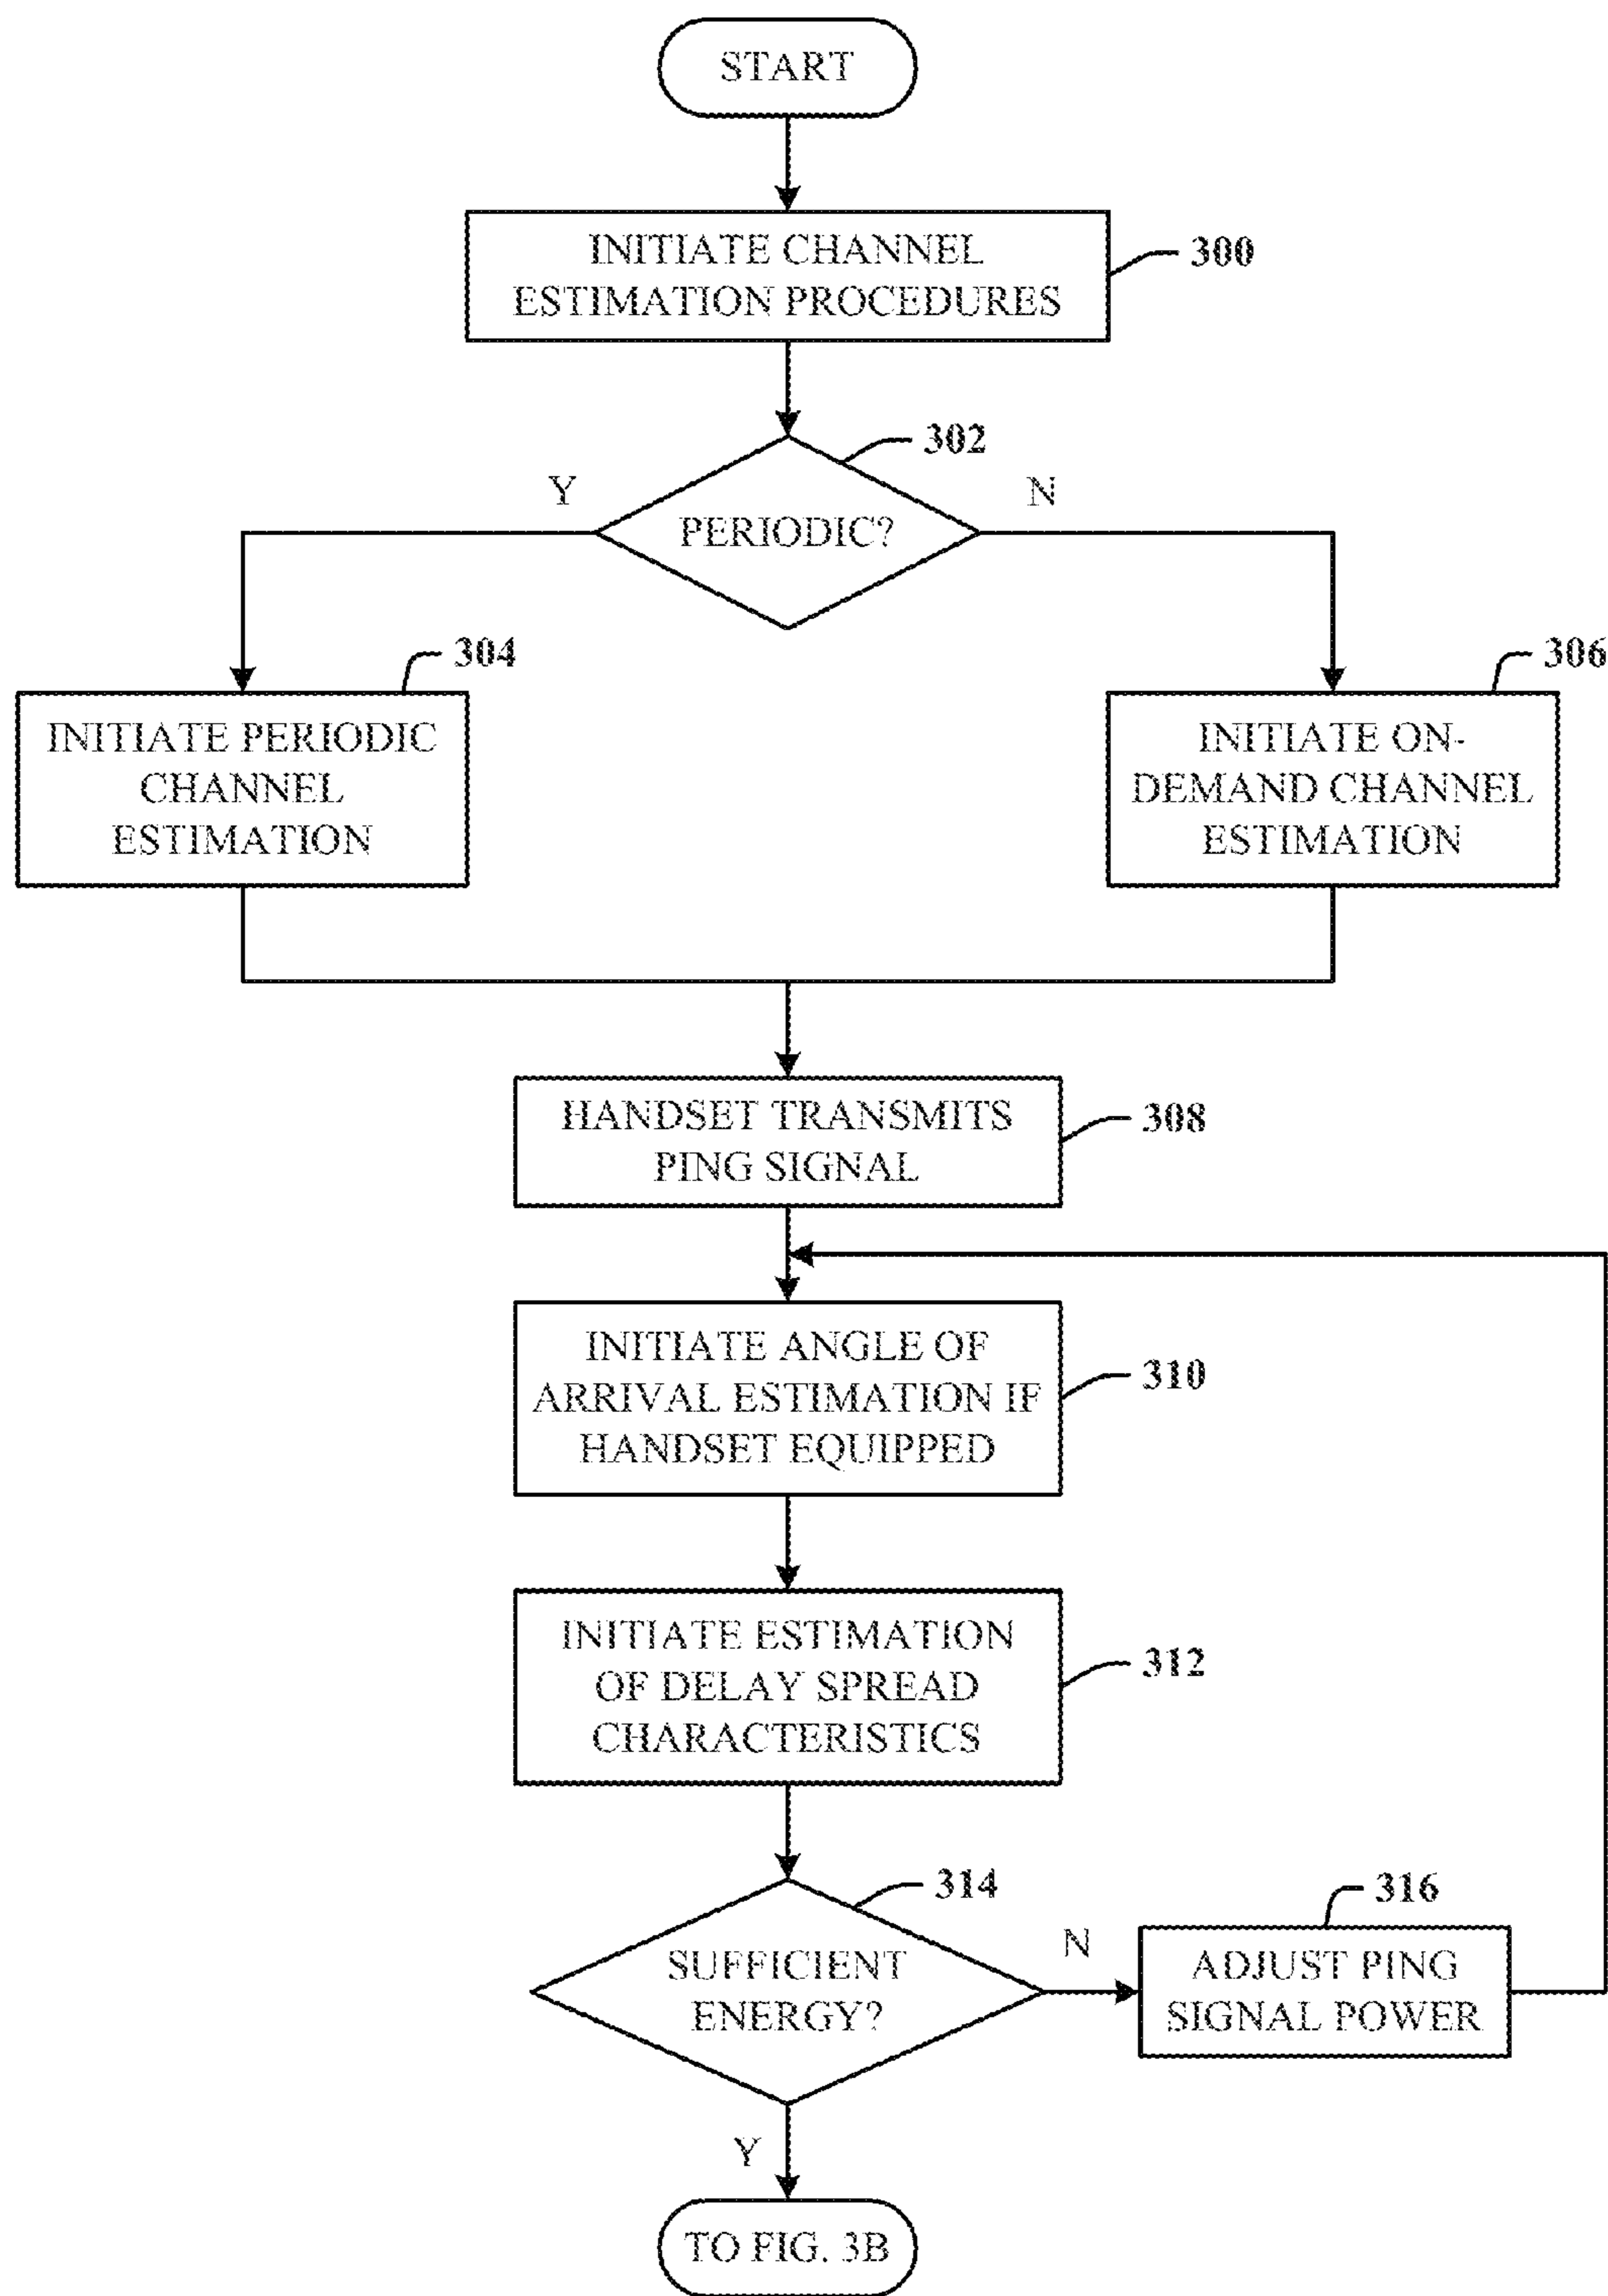 START
INITIATE CHANNEL
ESTIMATION PROCEDURES
300
302
Y
N
PERIODIC?
304
306
INITIATE PERIODIC
CHANNEL
ESTIMATION
INITIATE ON-
DEMAND CHANNEL
ESTIMATION
HANDSET TRANSMITS
PING SIGNAL
308
INITIATE ANGLE OF
ARRIVAL ESTIMATION IF
HANDSET EQUIPPED
310
INITIATE ESTIMATION
OF DELAY SPREAD
CHARACTERISTICS
312
314
316
SUFFICIENT
ENERGY?
N
ADJUST PING
SIGNAL POWER
Y
TO FIG. 3B